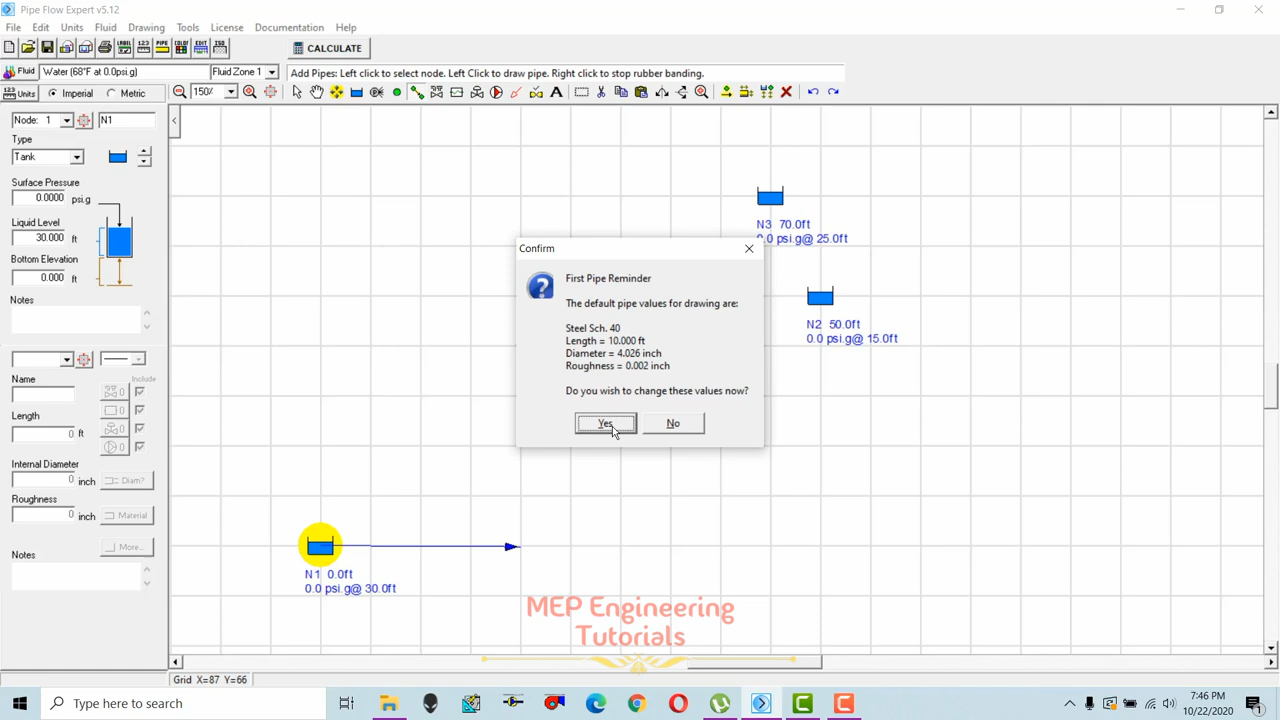 Pipe Flow Expert v5.12
File Edit Units Fluid Drawing Tools License Documentation Help
CALCULATE
Fluid Water (68°F at 0.0psi.g) Fluid Zone 1 Add Pipes: Left click to select node. Left Click to draw pipe. Right click to stop rubber banding.
Units Imperial Metric 150%
Node: 1 N1
Type
Tank
Surface Pressure
0.0000 psi.g
Liquid Level
30.000 ft
Bottom Elevation
0.000 ft
Notes
Name Include
Length
0 ft
Internal Diameter
0 inch Diam?
Roughness
0 inch Material
More...
Notes
N3 70.0ft
0.0 psi.g@ 25.0ft
N2 50.0ft
0.0 psi.g@ 15.0ft
Confirm
First Pipe Reminder
The default pipe values for drawing are:
Steel Sch. 40
Length = 10.000 ft
Diameter = 4.026 inch
Roughness = 0.002 inch
Do you wish to change these values now?
Yes No
N1 0.0ft
0.0 psi.g@ 30.0ft
MEP Engineering
Tutorials
Grid X=87 Y=66
Type here to search
7:46 PM
10/22/2020